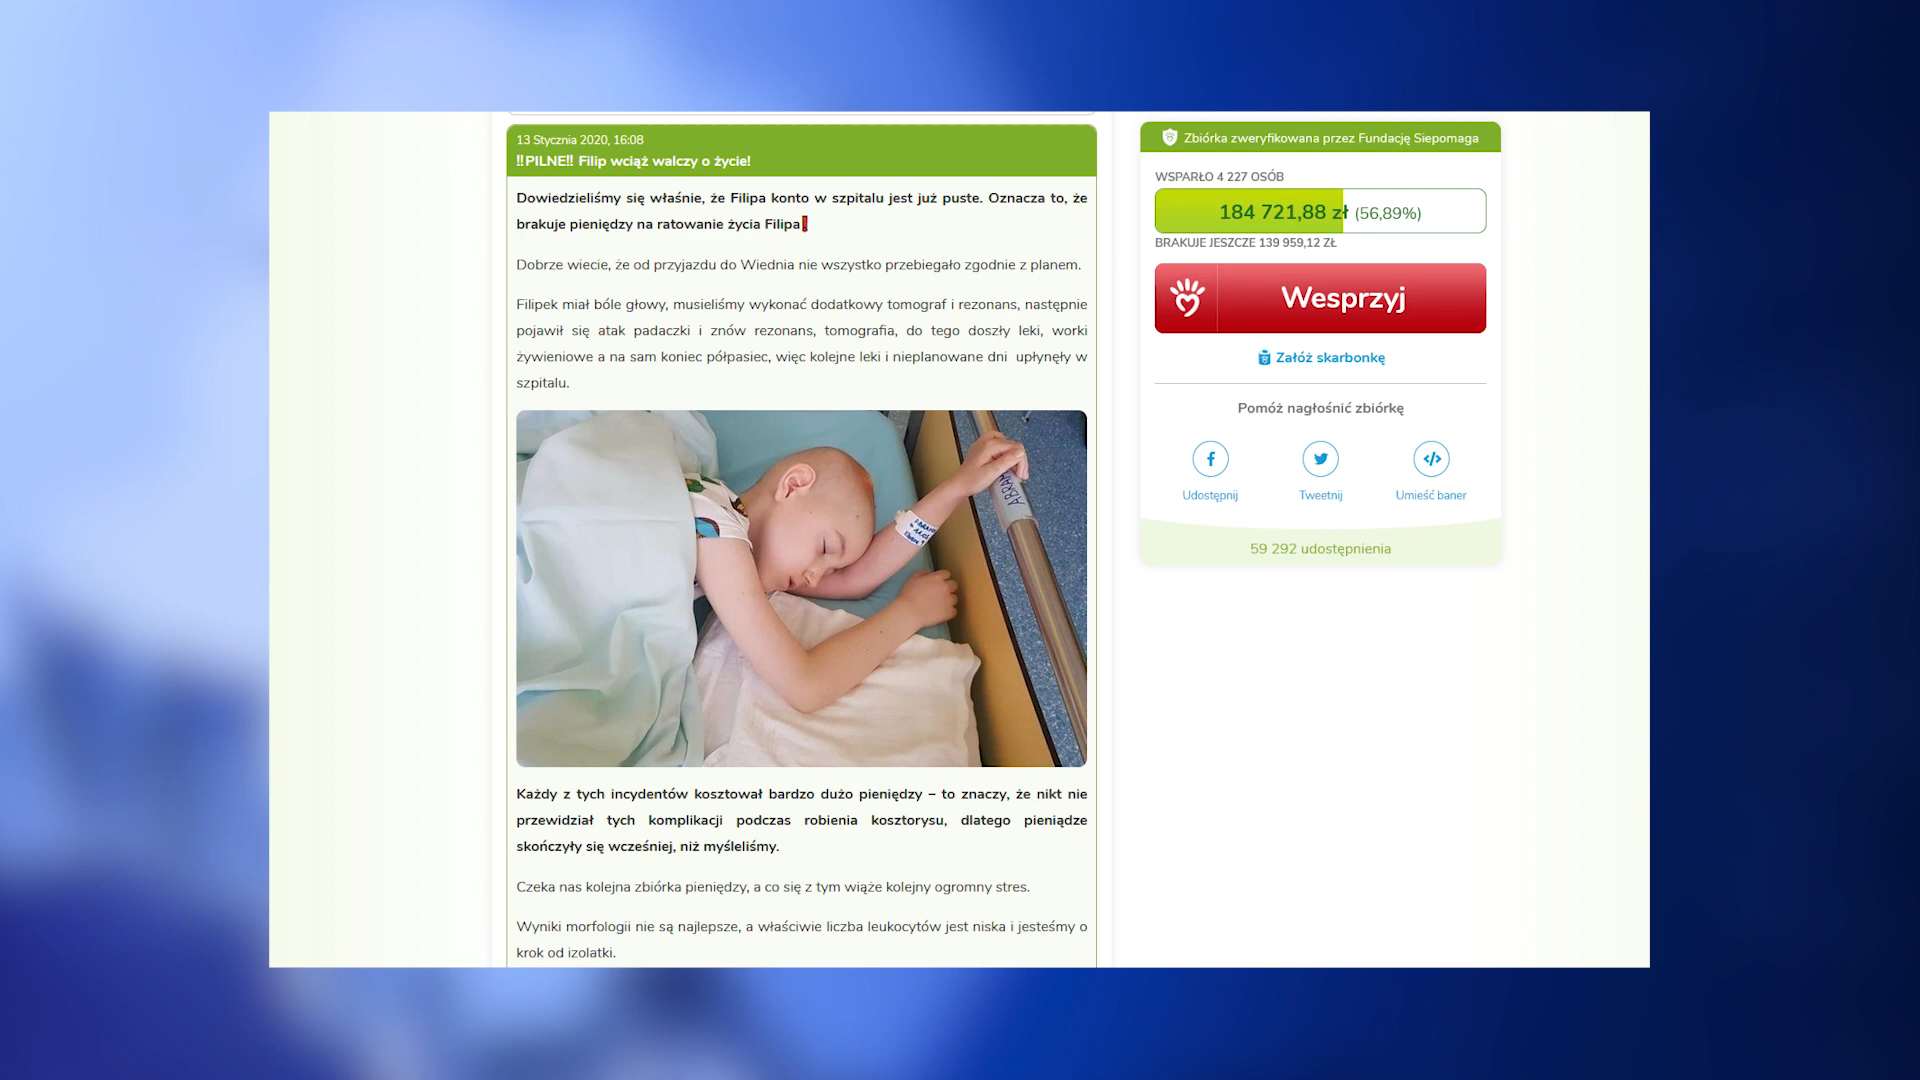 13 Stycznia 2020, 16:08
‼PILNE‼ Filip wciąż walczy o życie!
Dowiedzieliśmy się właśnie, że Filipa konto w szpitalu jest już puste. Oznacza to, że
brakuje pieniędzy na ratowanie życia Filipa❗
Dobrze wiecie, że od przyjazdu do Wiednia nie wszystko przebiegało zgodnie z planem.
Filipek miał bóle głowy, musieliśmy wykonać dodatkowy tomograf i rezonans, następnie
pojawił się atak padaczki i znów rezonans, tomografia, do tego doszły leki, worki
żywieniowe a na sam koniec półpasiec, więc kolejne leki i nieplanowane dni upłynęły w
szpitalu.
Każdy z tych incydentów kosztował bardzo dużo pieniędzy – to znaczy, że nikt nie
przewidział tych komplikacji podczas robienia kosztorysu, dlatego pieniądze
skończyły się wcześniej, niż myśleliśmy.
Czeka nas kolejna zbiórka pieniędzy, a co się z tym wiąże kolejny ogromny stres.
Wyniki morfologii nie są najlepsze, a właściwie liczba leukocytów jest niska i jesteśmy o
krok od izolatki.
Zbiórka zweryfikowana przez Fundację Siepomaga
WSPARŁO 4 227 OSÓB
184 721,88 zł (56,89%)
BRAKUJE JESZCZE 139 959,12 ZŁ
Wesprzyj
Załóż skarbonkę
Pomóż nagłośnić zbiórkę
Udostępnij
Tweetnij
Umieść baner
59 292 udostępnienia